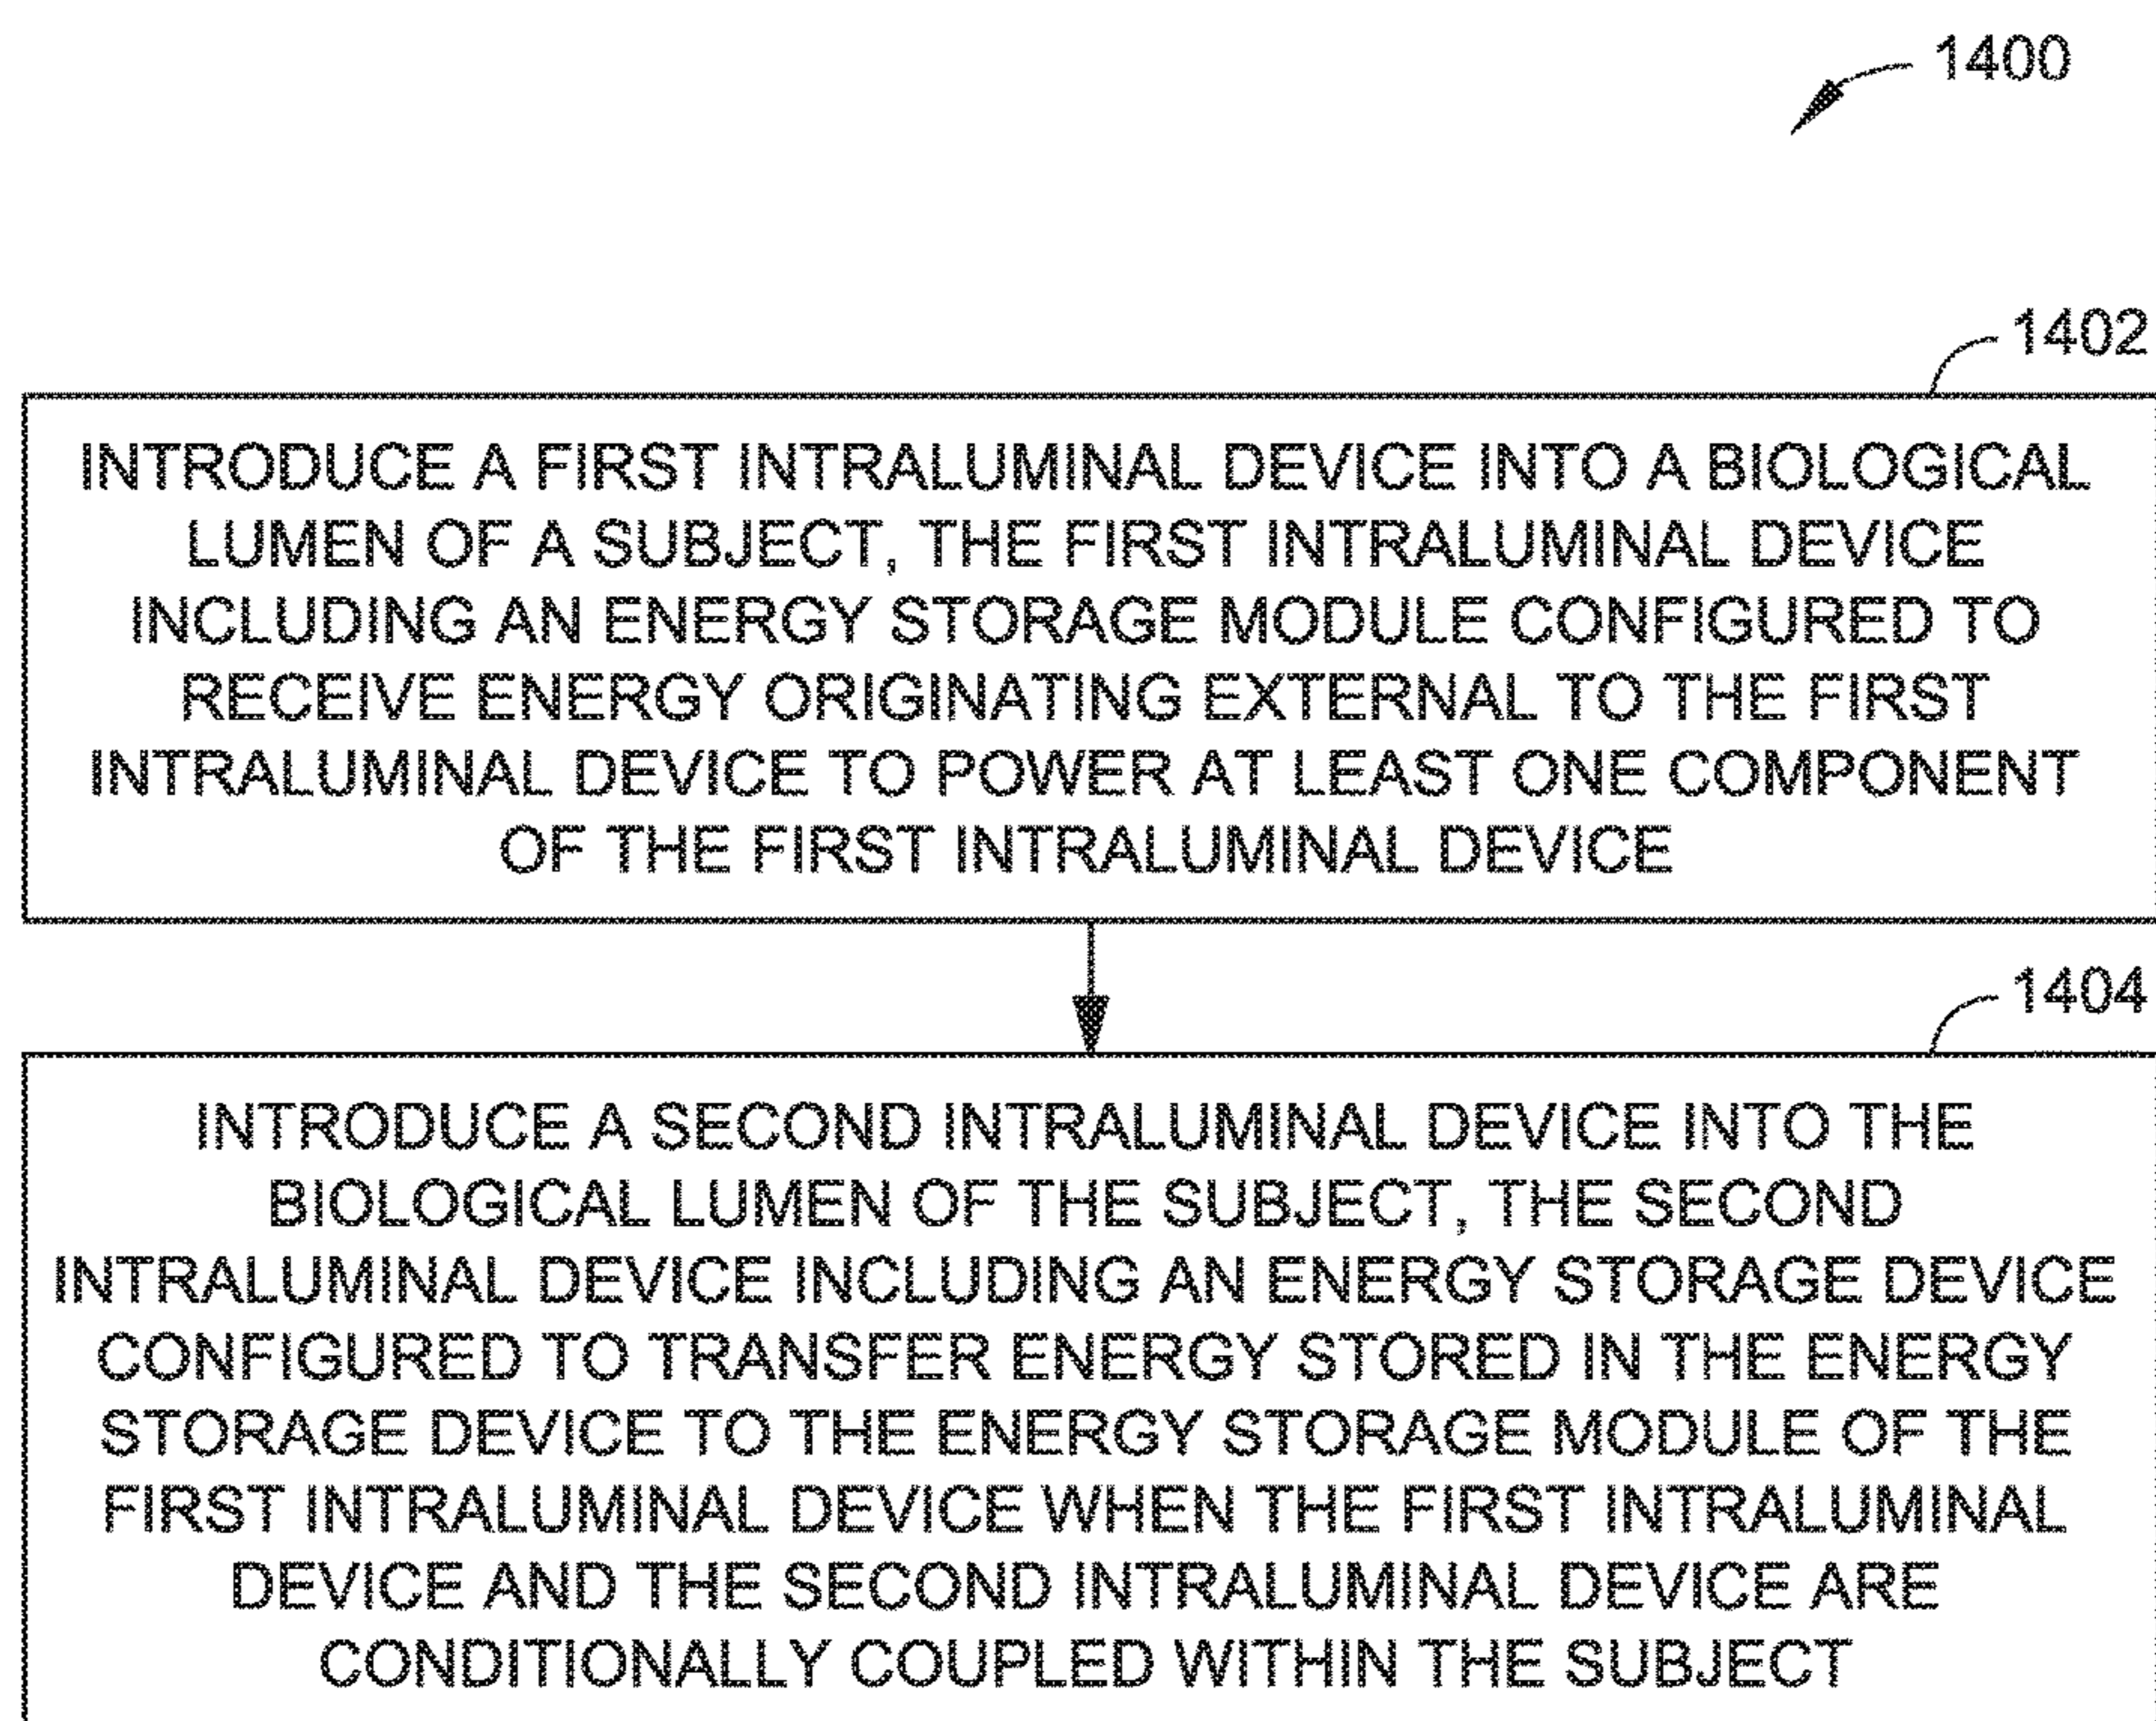 1400
1402
INTRODUCE A FIRST INTRALUMINAL DEVICE INTO A BIOLOGICAL
LUMEN OF A SUBJECT, THE FIRST INTRALUMINAL DEVICE
INCLUDING AN ENERGY STORAGE MODULE CONFIGURED TO
RECEIVE ENERGY ORIGINATING EXTERNAL TO THE FIRST
INTRALUMINAL DEVICE TO POWER AT LEAST ONE COMPONENT
OF THE FIRST INTRALUMINAL DEVICE
1404
INTRODUCE A SECOND INTRALUMINAL DEVICE INTO THE
BIOLOGICAL LUMEN OF THE SUBJECT, THE SECOND
INTRALUMINAL DEVICE INCLUDING AN ENERGY STORAGE DEVICE
CONFIGURED TO TRANSFER ENERGY STORED IN THE ENERGY
STORAGE DEVICE TO THE ENERGY STORAGE MODULE OF THE
FIRST INTRALUMINAL DEVICE WHEN THE FIRST INTRALUMINAL
DEVICE AND THE SECOND INTRALUMINAL DEVICE ARE
CONDITIONALLY COUPLED WITHIN THE SUBJECT